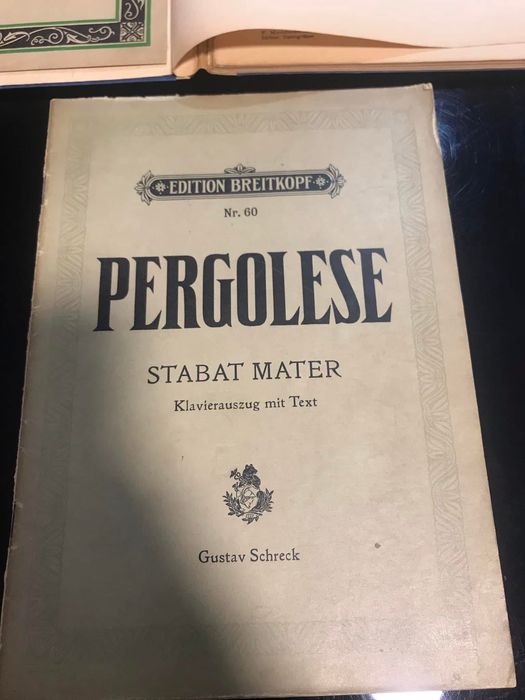 EDITION BREITKOPF
Nr. 60
PERGOLESE
STABAT MATER
Klavierauszug mit Text
Gustav Schreck